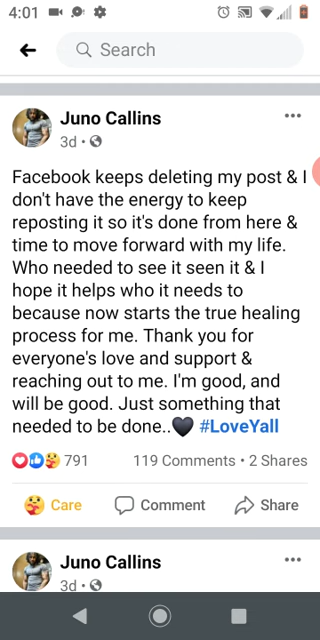 4:01
Search
Juno Callins
3d •
Facebook keeps deleting my post & I
don't have the energy to keep
reposting it so it's done from here &
time to move forward with my life.
Who needed to see it seen it & I
hope it helps who it needs to
because now starts the true healing
process for me. Thank you for
everyone's love and support &
reaching out to me. I'm good, and
will be good. Just something that
needed to be done..🖤 #LoveYall
791 119 Comments • 2 Shares
Care Comment Share
Juno Callins
3d •